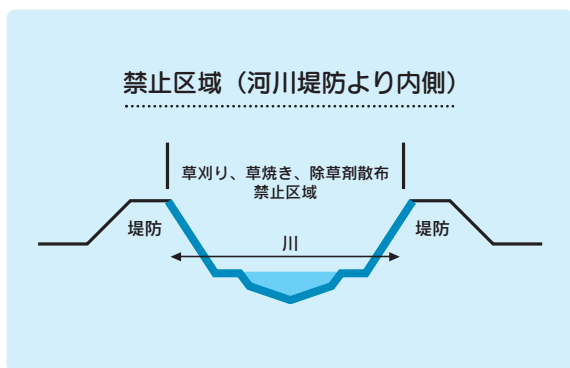 禁止区域（河川堤防より内側）
草刈り、草焼き、除草剤散布
禁止区域
堤防
川
堤防